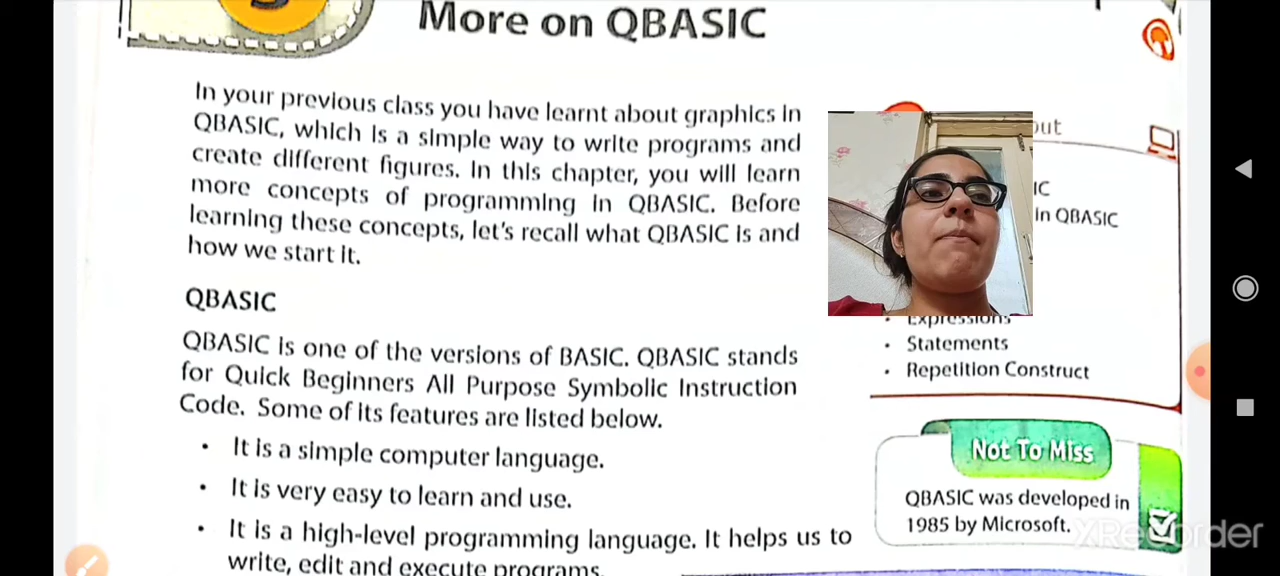 More on QBASIC
In your previous class you have learnt about graphics in
QBASIC, which is a simple way to write programs and
create different figures. In this chapter, you will learn
more concepts of programming in QBASIC. Before
learning these concepts, let's recall what QBASIC is and
how we start it.
QBASIC
QBASIC is one of the versions of BASIC. QBASIC stands
for Quick Beginners All Purpose Symbolic Instruction
Code. Some of its features are listed below.
• It is a simple computer language.
• It is very easy to learn and use.
• It is a high-level programming language. It helps us to
write, edit and execute programs.
in QBASIC
• Expressions
• Statements
• Repetition Construct
Not To Miss
QBASIC was developed in
1985 by Microsoft.
XRecorder